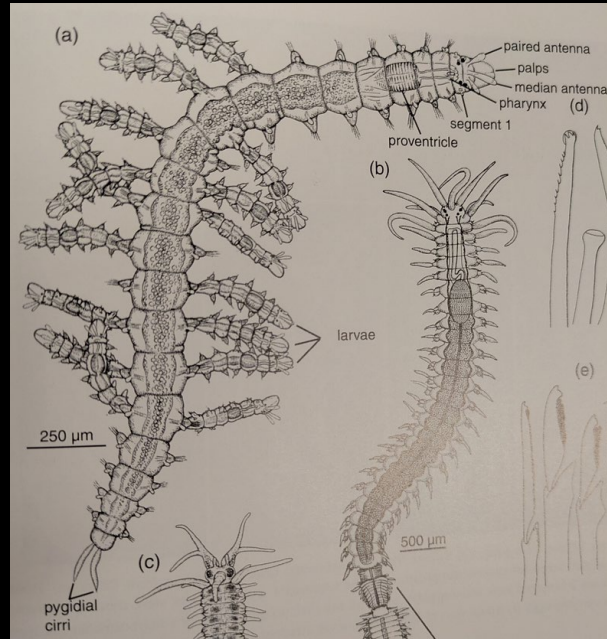 (a)
paired antenna
palps
median antenna
pharynx
segment 1
proventricle
(d)
(b)
larvae
250 µm
(e)
500 µm
(c)
pygidial
cirri